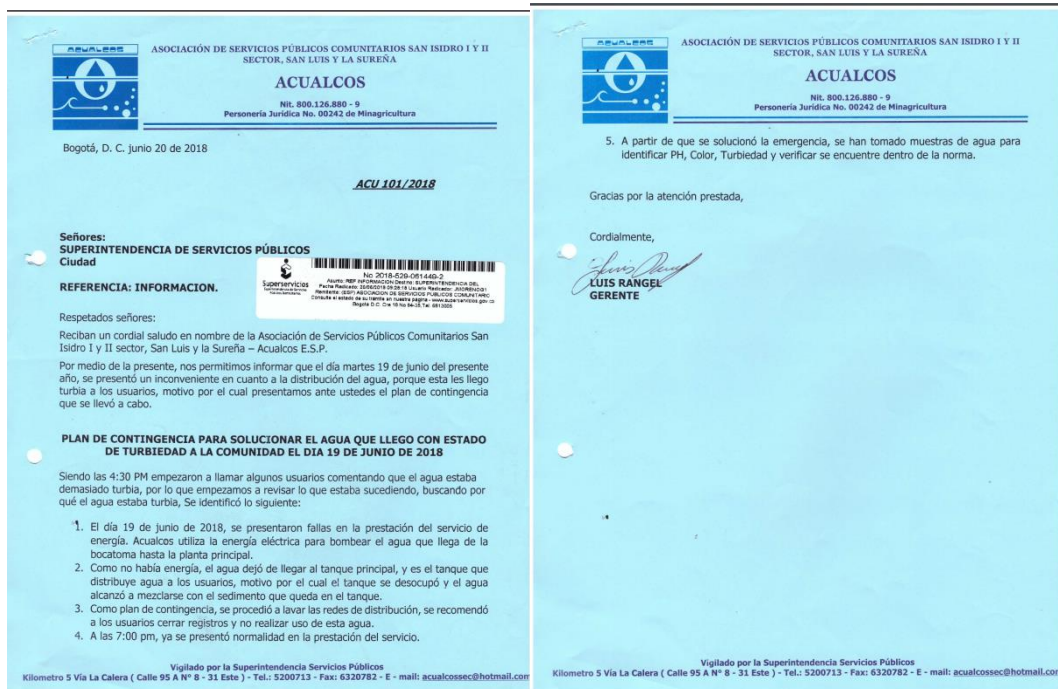 ACUALCOS
ASOCIACIÓN DE SERVICIOS PÚBLICOS COMUNITARIOS SAN ISIDRO I Y II
SECTOR, SAN LUIS Y LA SUREÑA
ACUALCOS
Nit. 800.126.880 - 9
Personería Jurídica No. 00242 de Minagricultura
Bogotá, D. C. junio 20 de 2018
ACU 101/2018
Señores:
SUPERINTENDENCIA DE SERVICIOS PÚBLICOS
Ciudad
REFERENCIA: INFORMACION.
Superservicios
No 2018-529-061449-2
Respetados señores:
Reciban un cordial saludo en nombre de la Asociación de Servicios Públicos Comunitarios San
Isidro I y II sector, San Luis y la Sureña – Acualcos E.S.P.
Por medio de la presente, nos permitimos informar que el día martes 19 de junio del presente
año, se presentó un inconveniente en cuanto a la distribución del agua, porque esta les llego
turbia a los usuarios, motivo por el cual presentamos ante ustedes el plan de contingencia
que se llevó a cabo.
PLAN DE CONTINGENCIA PARA SOLUCIONAR EL AGUA QUE LLEGO CON ESTADO
DE TURBIEDAD A LA COMUNIDAD EL DIA 19 DE JUNIO DE 2018
Siendo las 4:30 PM empezaron a llamar algunos usuarios comentando que el agua estaba
demasiado turbia, por lo que empezamos a revisar lo que estaba sucediendo, buscando por
qué el agua estaba turbia, Se identificó lo siguiente:
1. El día 19 de junio de 2018, se presentaron fallas en la prestación del servicio de
energía. Acualcos utiliza la energía eléctrica para bombear el agua que llega de la
bocatoma hasta la planta principal.
2. Como no había energía, el agua dejó de llegar al tanque principal, y es el tanque que
distribuye agua a los usuarios, motivo por el cual el tanque se desocupó y el agua
alcanzó a mezclarse con el sedimento que queda en el tanque.
3. Como plan de contingencia, se procedió a lavar las redes de distribución, se recomendó
a los usuarios cerrar registros y no realizar uso de esta agua.
4. A las 7:00 pm, ya se presentó normalidad en la prestación del servicio.
Vigilado por la Superintendencia Servicios Públicos
Kilometro 5 Vía La Calera ( Calle 95 A N° 8 - 31 Este ) - Tel.: 5200713 - Fax: 6320782 - E - mail: acualcossec@hotmail.com
ACUALCOS
ASOCIACIÓN DE SERVICIOS PÚBLICOS COMUNITARIOS SAN ISIDRO I Y II
SECTOR, SAN LUIS Y LA SUREÑA
ACUALCOS
Nit. 800.126.880 - 9
Personería Jurídica No. 00242 de Minagricultura
5. A partir de que se solucionó la emergencia, se han tomado muestras de agua para
identificar PH, Color, Turbiedad y verificar se encuentre dentro de la norma.
Gracias por la atención prestada,
Cordialmente,
LUIS RANGEL
GERENTE
Vigilado por la Superintendencia Servicios Públicos
Kilometro 5 Vía La Calera ( Calle 95 A N° 8 - 31 Este ) - Tel.: 5200713 - Fax: 6320782 - E - mail: acualcossec@hotmail.com